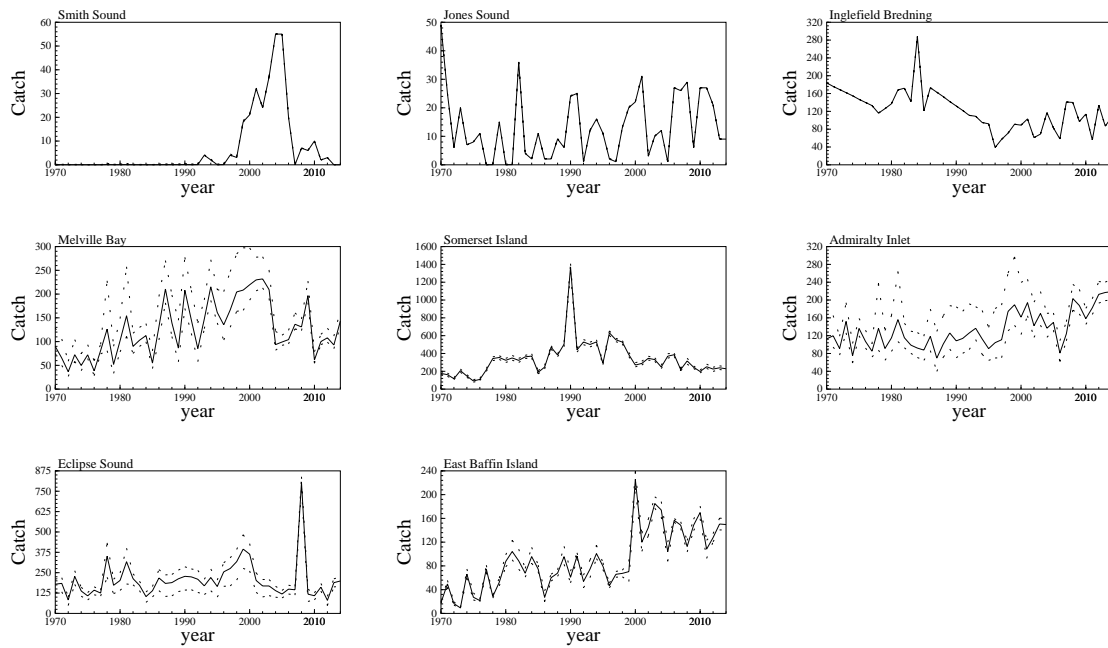 Smith Sound
Catch
60
50
40
30
20
10
0
1970 1980 1990 2000 2010
year
Jones Sound
Catch
50
40
30
20
10
0
1970 1980 1990 2000 2010
year
Inglefield Bredning
Catch
320
280
240
200
160
120
80
40
0
1970 1980 1990 2000 2010
year
Melville Bay
Catch
300
250
200
150
100
50
0
1970 1980 1990 2000 2010
year
Somerset Island
Catch
1600
1400
1200
1000
800
600
400
200
0
1970 1980 1990 2000 2010
year
Admiralty Inlet
Catch
320
280
240
200
160
120
80
40
0
1970 1980 1990 2000 2010
year
Eclipse Sound
Catch
875
750
625
500
375
250
125
0
1970 1980 1990 2000 2010
year
East Baffin Island
Catch
240
200
160
120
80
40
0
1970 1980 1990 2000 2010
year